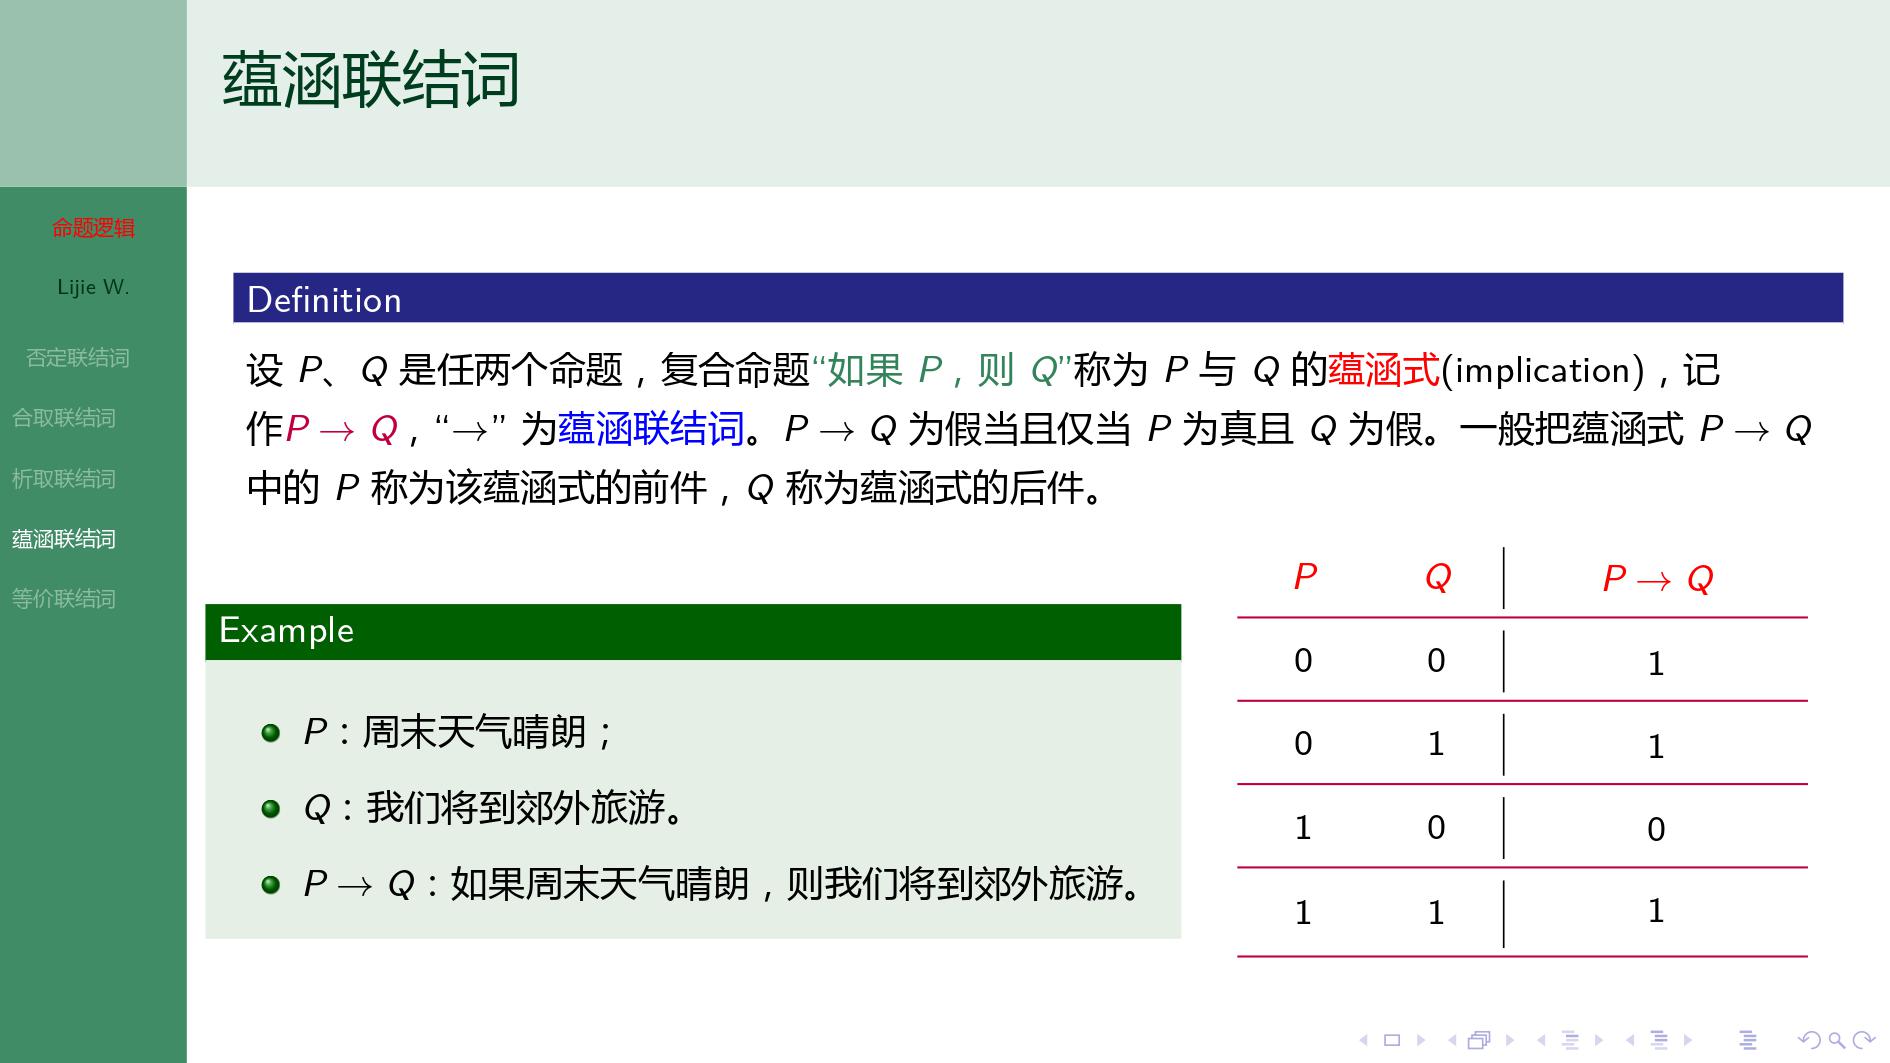 蕴涵联结词
命题逻辑
Lijie W.
否定联结词
合取联结词
析取联结词
蕴涵联结词
等价联结词
Definition
设 P、Q 是任两个命题，复合命题“如果 P，则 Q”称为 P 与 Q 的蕴涵式(implication)，记
作P → Q，“→” 为蕴涵联结词。P → Q 为假当且仅当 P 为真且 Q 为假。一般把蕴涵式 P → Q
中的 P 称为该蕴涵式的前件，Q 称为蕴涵式的后件。
Example
P：周末天气晴朗；
Q：我们将到郊外旅游。
P → Q：如果周末天气晴朗，则我们将到郊外旅游。
P Q P → Q
0 0 1
0 1 1
1 0 0
1 1 1